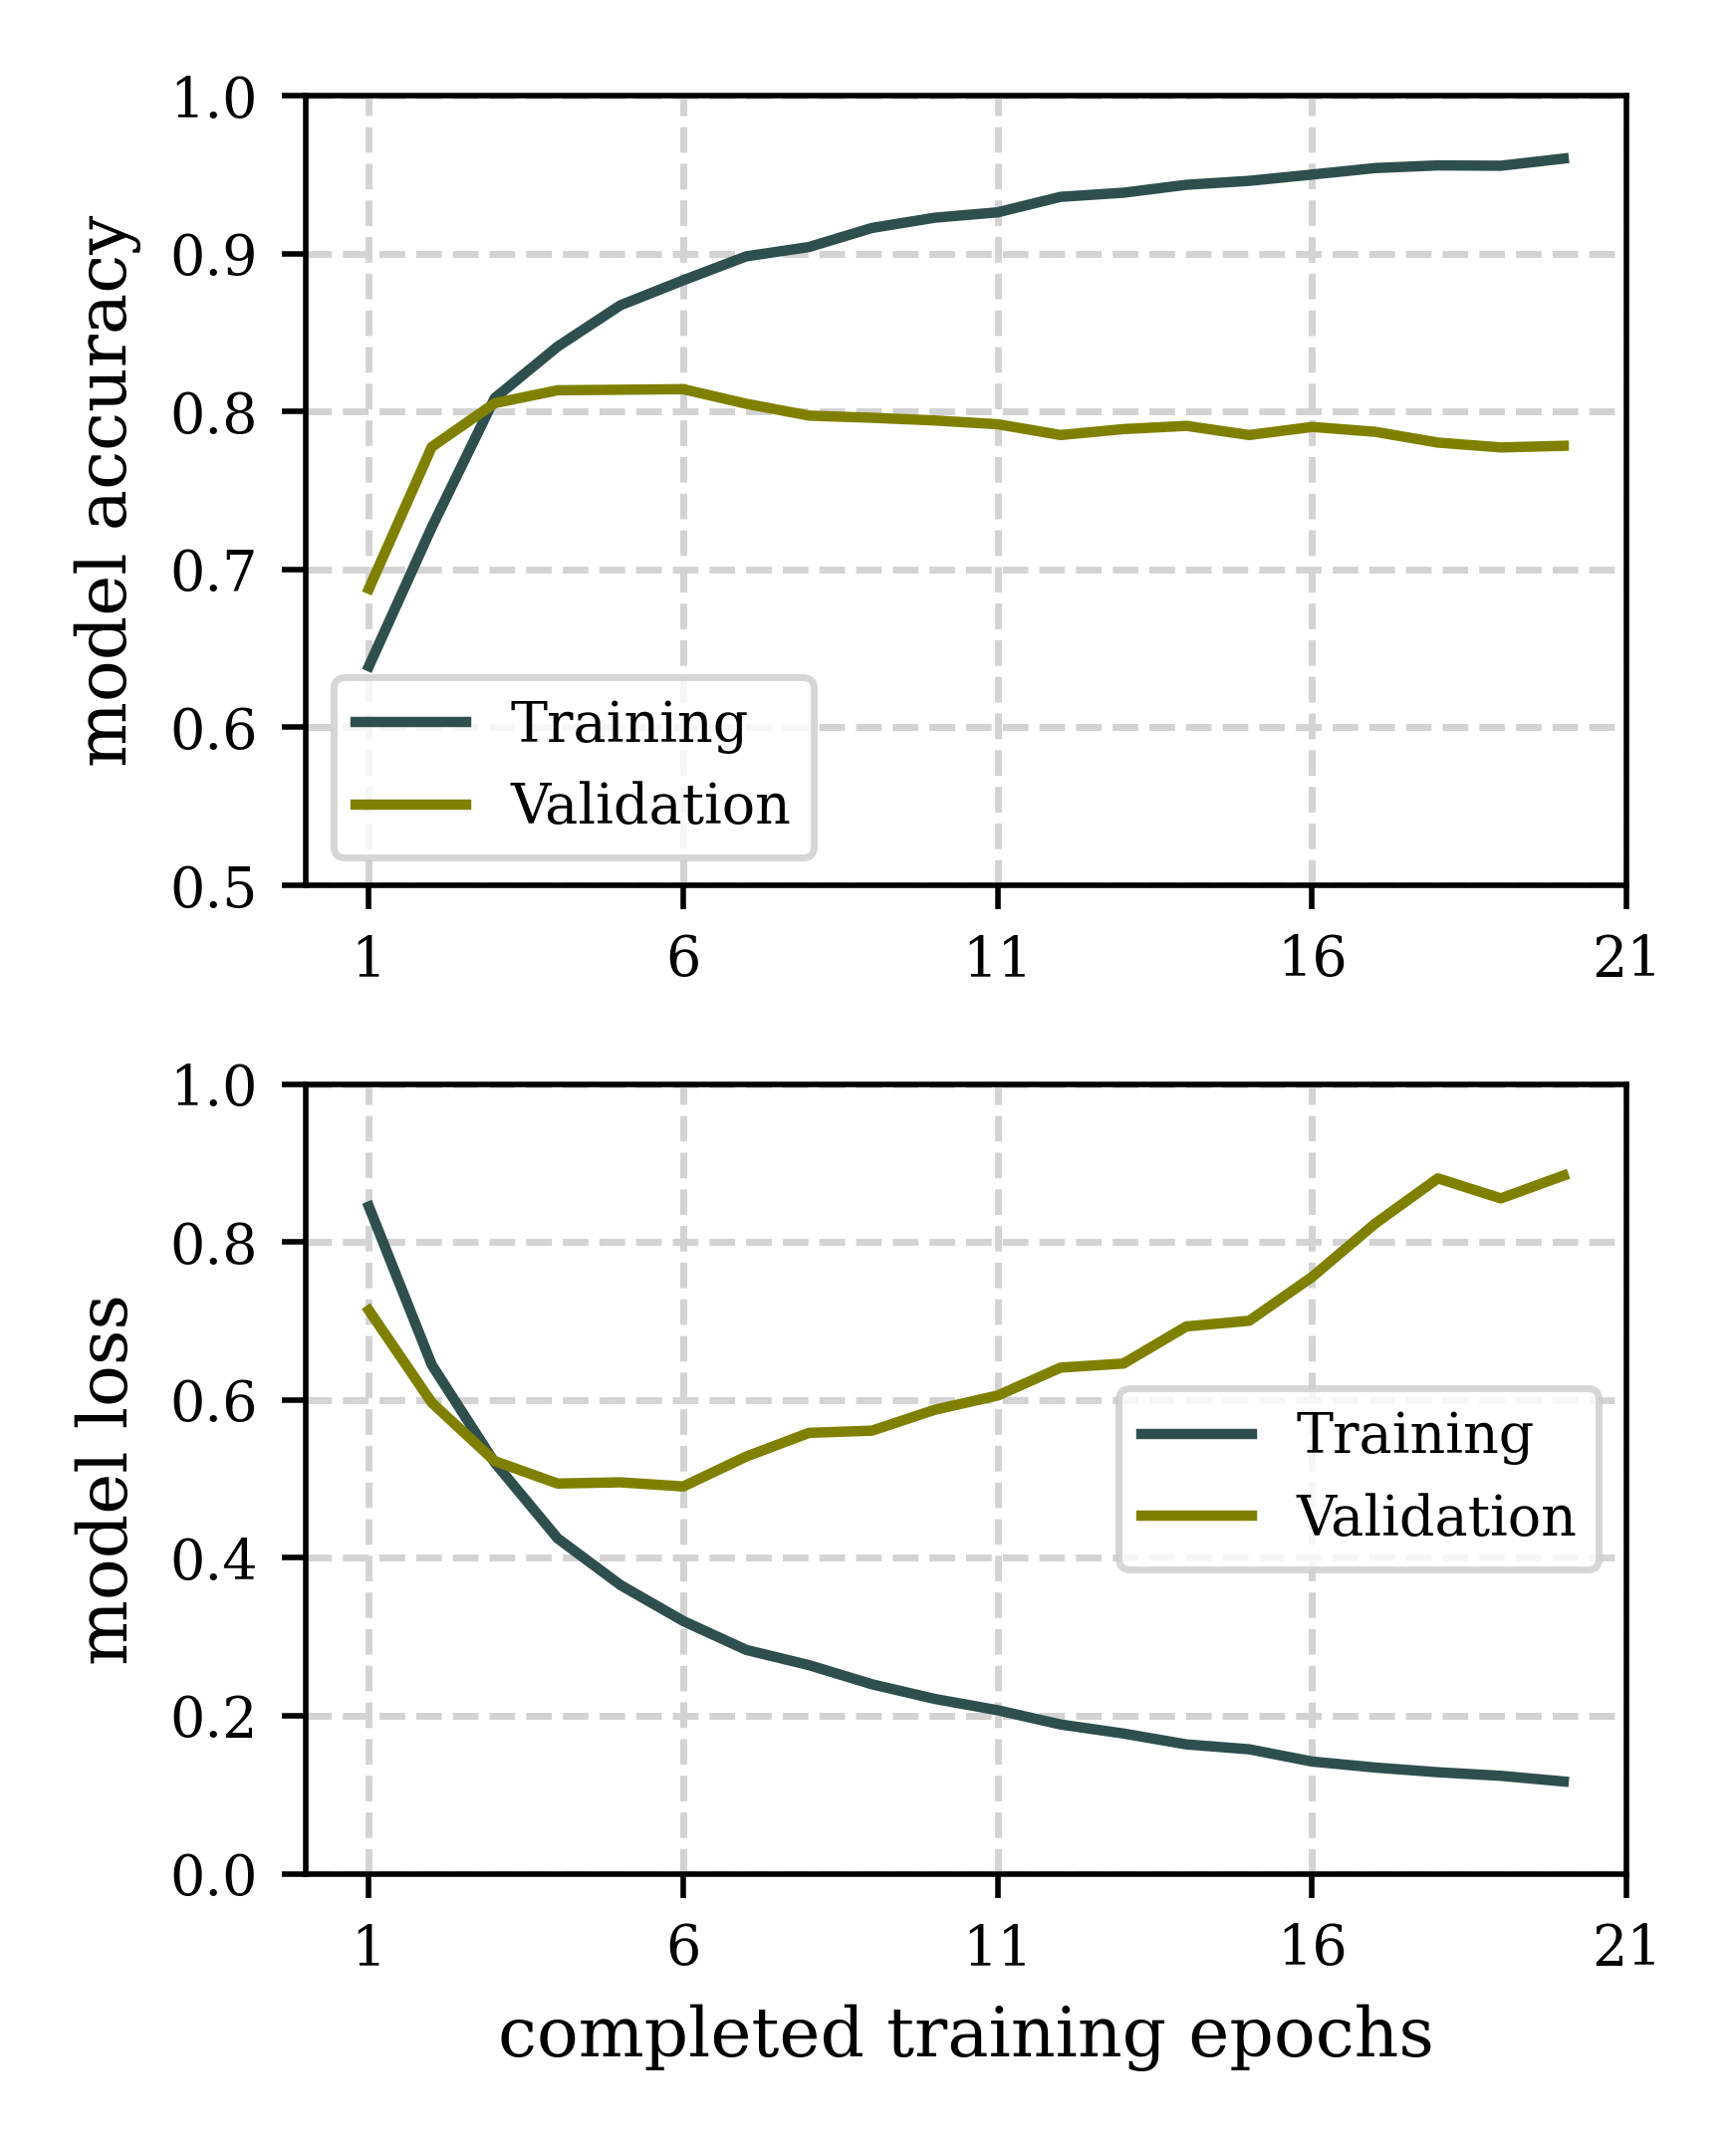 model accuracy
1.0
0.9
0.8
0.7
0.6
0.5
Training
Validation
1 6 11 16 21
model loss
1.0
0.8
0.6
0.4
0.2
0.0
Training
Validation
1 6 11 16 21
completed training epochs